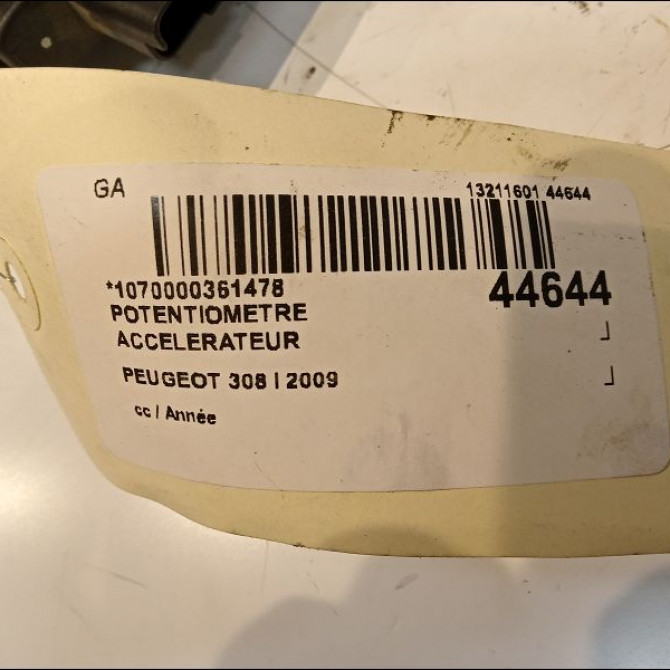 GA 13211601 44644
*1070000361478 44644
POTENTIOMETRE
ACCELERATEUR
PEUGEOT 308 I 2009
cc / Année